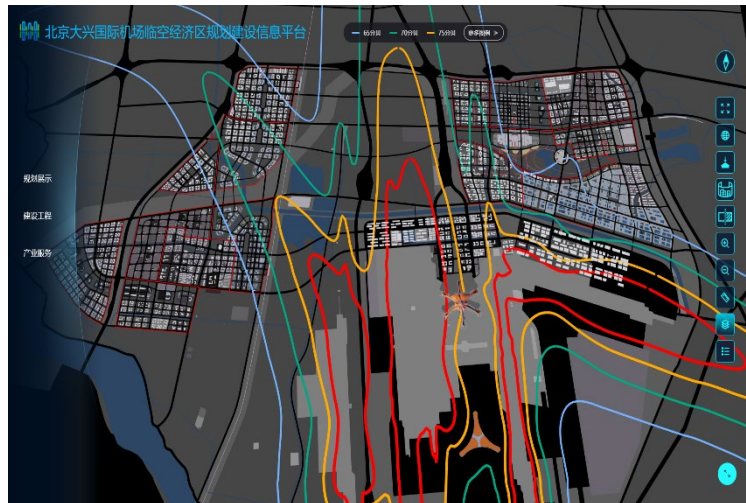 北京大兴国际机场临空经济区规划建设信息平台
65分贝
70分贝
75分贝
更多图例 >
规划展示
建设工程
产业服务